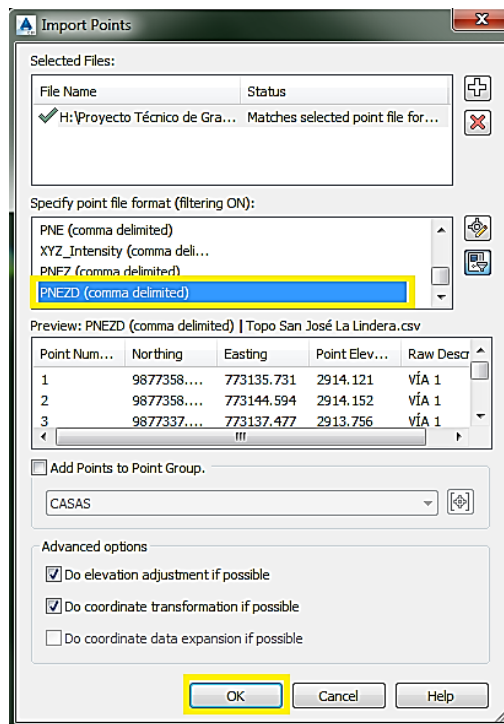 Import Points
Selected Files:
File Name Status
H:\Proyecto Técnico de Gra... Matches selected point file for...
Specify point file format (filtering ON):
PNE (comma delimited)
XYZ_Intensity (comma deli...
PNEZ (comma delimited)
PNEZD (comma delimited)
Preview: PNEZD (comma delimited) | Topo San José La Lindera.csv
Point Num... Northing Easting Point Elev... Raw Descr
1 9877358.... 773135.731 2914.121 VÍA 1
2 9877358.... 773144.594 2914.152 VÍA 1
3 9877337.... 773137.477 2913.756 VÍA 1
Add Points to Point Group.
CASAS
Advanced options
Do elevation adjustment if possible
Do coordinate transformation if possible
Do coordinate data expansion if possible
OK Cancel Help